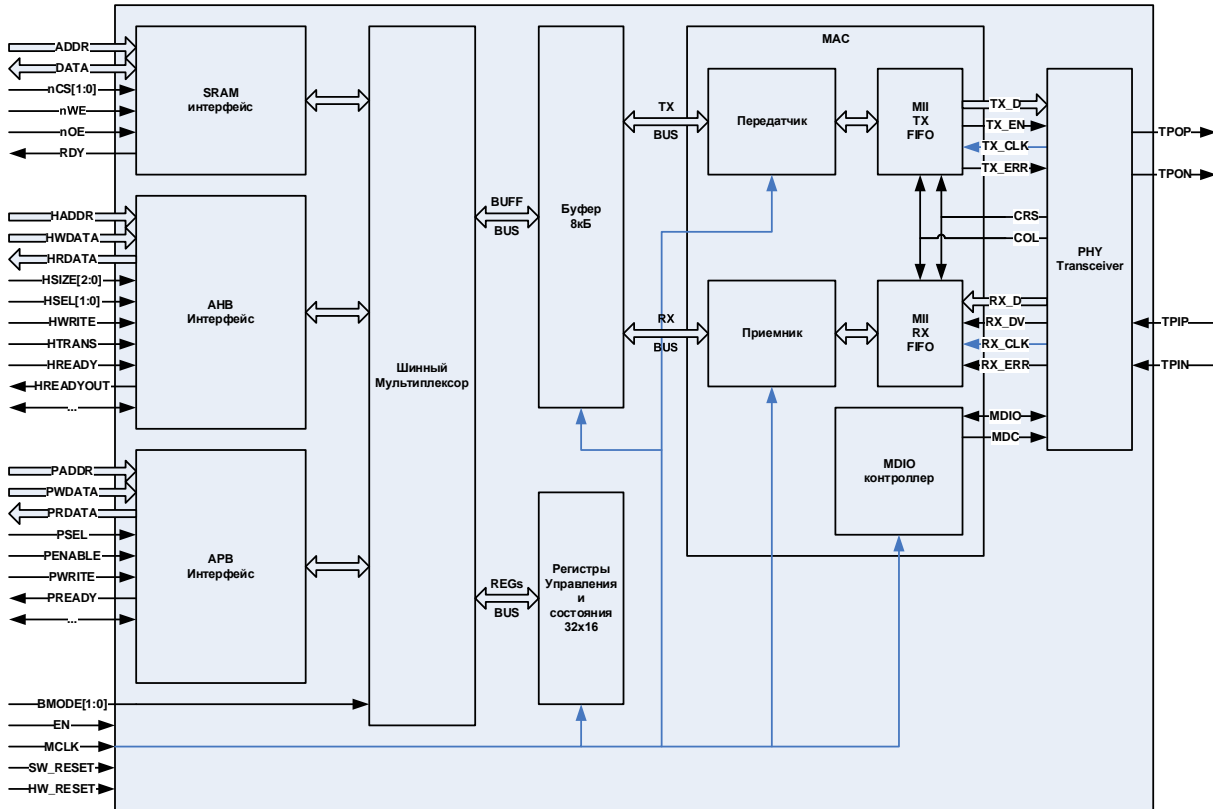 ADDR
DATA
nCS[1:0]
nWE
nOE
RDY
SRAM
интерфейс
HADDR
HWDATA
HRDATA
HSIZE[2:0]
HSEL[1:0]
HWRITE
HTRANS
HREADY
HREADYOUT
...
AHB
Интерфейс
PADDR
PWDATA
PRDATA
PSEL
PENABLE
PWRITE
PREADY
...
APB
Интерфейс
BMODE[1:0]
EN
MCLK
SW_RESET
HW_RESET
Шинный
Мультиплексор
BUFF
BUS
REGs
BUS
Буфер
8кБ
Регистры
Управления
и
состояния
32x16
TX
BUS
RX
BUS
MAC
Передатчик
MII
TX
FIFO
Приемник
MII
RX
FIFO
MDIO
контроллер
TX_D
TX_EN
TX_CLK
TX_ERR
CRS
COL
RX_D
RX_DV
RX_CLK
RX_ERR
MDIO
MDC
PHY
Transceiver
TPOP
TPON
TPIP
TPIN